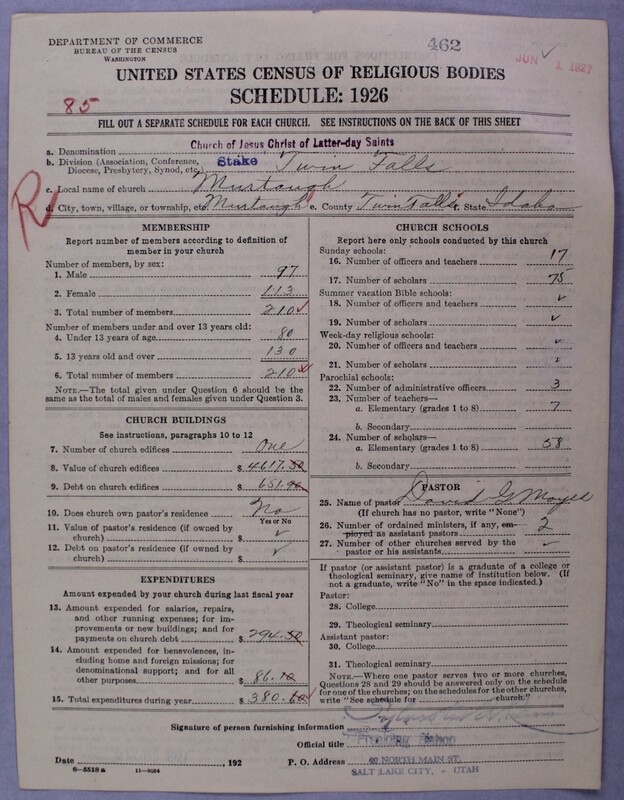 DEPARTMENT OF COMMERCE
BUREAU OF THE CENSUS
WASHINGTON
462
JUN 1 1927
UNITED STATES CENSUS OF RELIGIOUS BODIES
SCHEDULE: 1926
85
FILL OUT A SEPARATE SCHEDULE FOR EACH CHURCH. SEE INSTRUCTIONS ON THE BACK OF THIS SHEET
a. Denomination Church of Jesus Christ of Latter-day Saints
b. Division (Association, Conference, Diocese, Presbytery, Synod, etc.) Stake Twin Falls
c. Local name of church Murtaugh
R
d. City, town, village, or township, etc. Murtaugh e. County Twin Falls f. State Idaho
MEMBERSHIP
Report number of members according to definition of
member in your church
Number of members, by sex:
1. Male 97
2. Female 113
3. Total number of members 210
Number of members under and over 13 years old:
4. Under 13 years of age 80
5. 13 years old and over 130
6. Total number of members 210
NOTE.—The total given under Question 6 should be the
same as the total of males and females given under Question 3.
CHURCH BUILDINGS
See instructions, paragraphs 10 to 12
7. Number of church edifices One
8. Value of church edifices $ 4617.50
9. Debt on church edifices $ 651.90
10. Does church own pastor's residence No
Yes or No
11. Value of pastor's residence (if owned by
church) $
12. Debt on pastor's residence (if owned by
church) $
EXPENDITURES
Amount expended by your church during last fiscal year
13. Amount expended for salaries, repairs,
and other running expenses; for im-
provements or new buildings; and for
payments on church debt $ 294.50
14. Amount expended for benevolences, in-
cluding home and foreign missions; for
denominational support; and for all
other purposes 86.10
15. Total expenditures during year $ 380.60
CHURCH SCHOOLS
Report here only schools conducted by this church
Sunday schools:
16. Number of officers and teachers 17
17. Number of scholars 75
Summer vacation Bible schools:
18. Number of officers and teachers
19. Number of scholars
Week-day religious schools:
20. Number of officers and teachers
21. Number of scholars
Parochial schools:
22. Number of administrative officers 3
23. Number of teachers—
a. Elementary (grades 1 to 8) 7
b. Secondary
24. Number of scholars—
a. Elementary (grades 1 to 8) 58
b. Secondary
PASTOR
25. Name of pastor David G. Moyes
(If church has no pastor, write "None")
26. Number of ordained ministers, if any, em-
ployed as assistant pastors 2
27. Number of other churches served by the
pastor or his assistants
If pastor (or assistant pastor) is a graduate of a college or
theological seminary, give name of institution below. (If
not a graduate, write "No" in the space indicated.)
Pastor:
28. College
29. Theological seminary
Assistant pastor:
30. College
31. Theological seminary
NOTE.—Where one pastor serves two or more churches,
Questions 28 and 29 should be answered only on the schedule
for one of the churches; on the schedules for the other churches,
write "See schedule for church."
Signature of person furnishing information
Official title
Date , 192 P. O. Address 40 NORTH MAIN ST.
SALT LAKE CITY, - UTAH
6-5518 a 11-9064